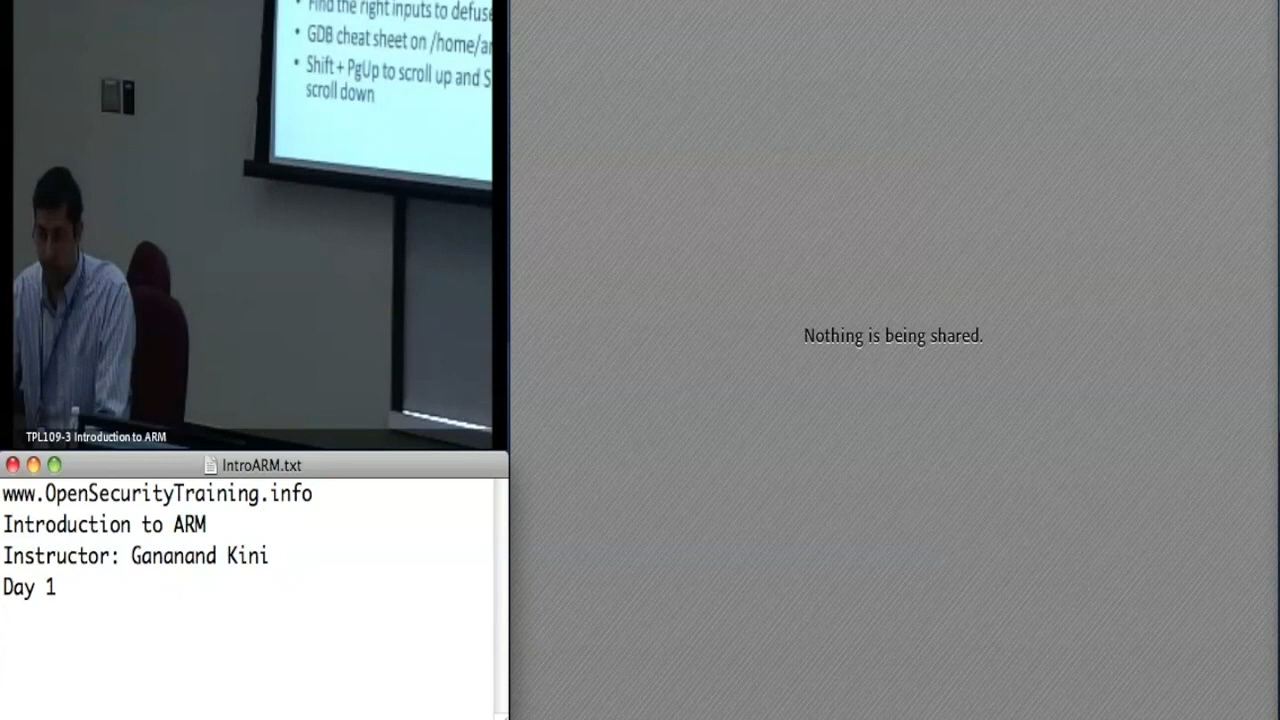 Find the right inputs to defuse
GDB cheat sheet on /home/a
Shift + PgUp to scroll up and S
scroll down
Nothing is being shared.
TPL109-3 Introduction to ARM
IntroARM.txt
www.OpenSecurityTraining.info
Introduction to ARM
Instructor: Gananand Kini
Day 1